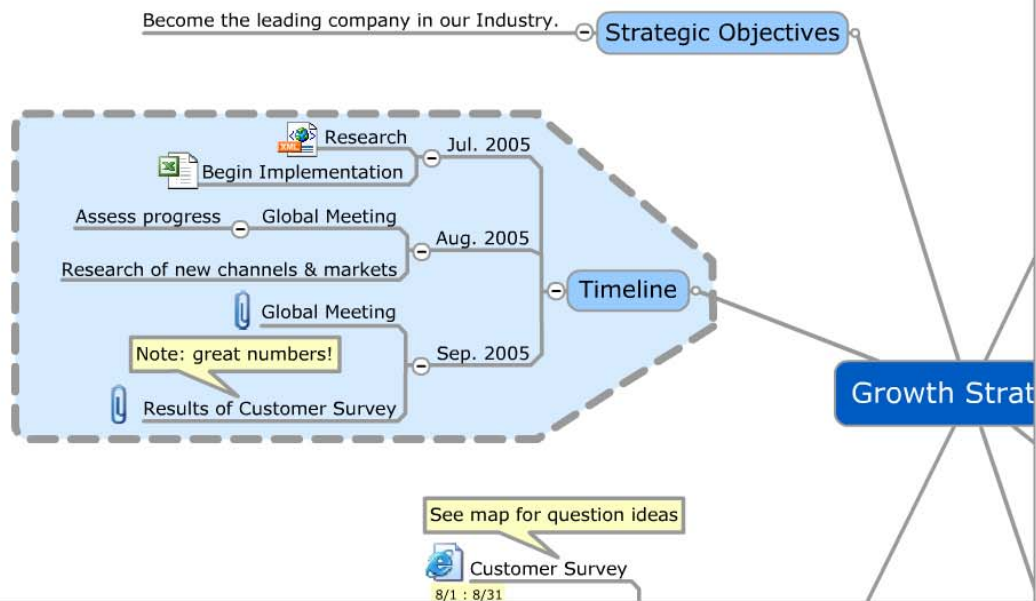 Become the leading company in our Industry.
Strategic Objectives
Research
Jul. 2005
Begin Implementation
Assess progress
Global Meeting
Aug. 2005
Research of new channels & markets
Timeline
Global Meeting
Note: great numbers!
Sep. 2005
Results of Customer Survey
Growth Strat
See map for question ideas
Customer Survey
8/1 : 8/31
XML